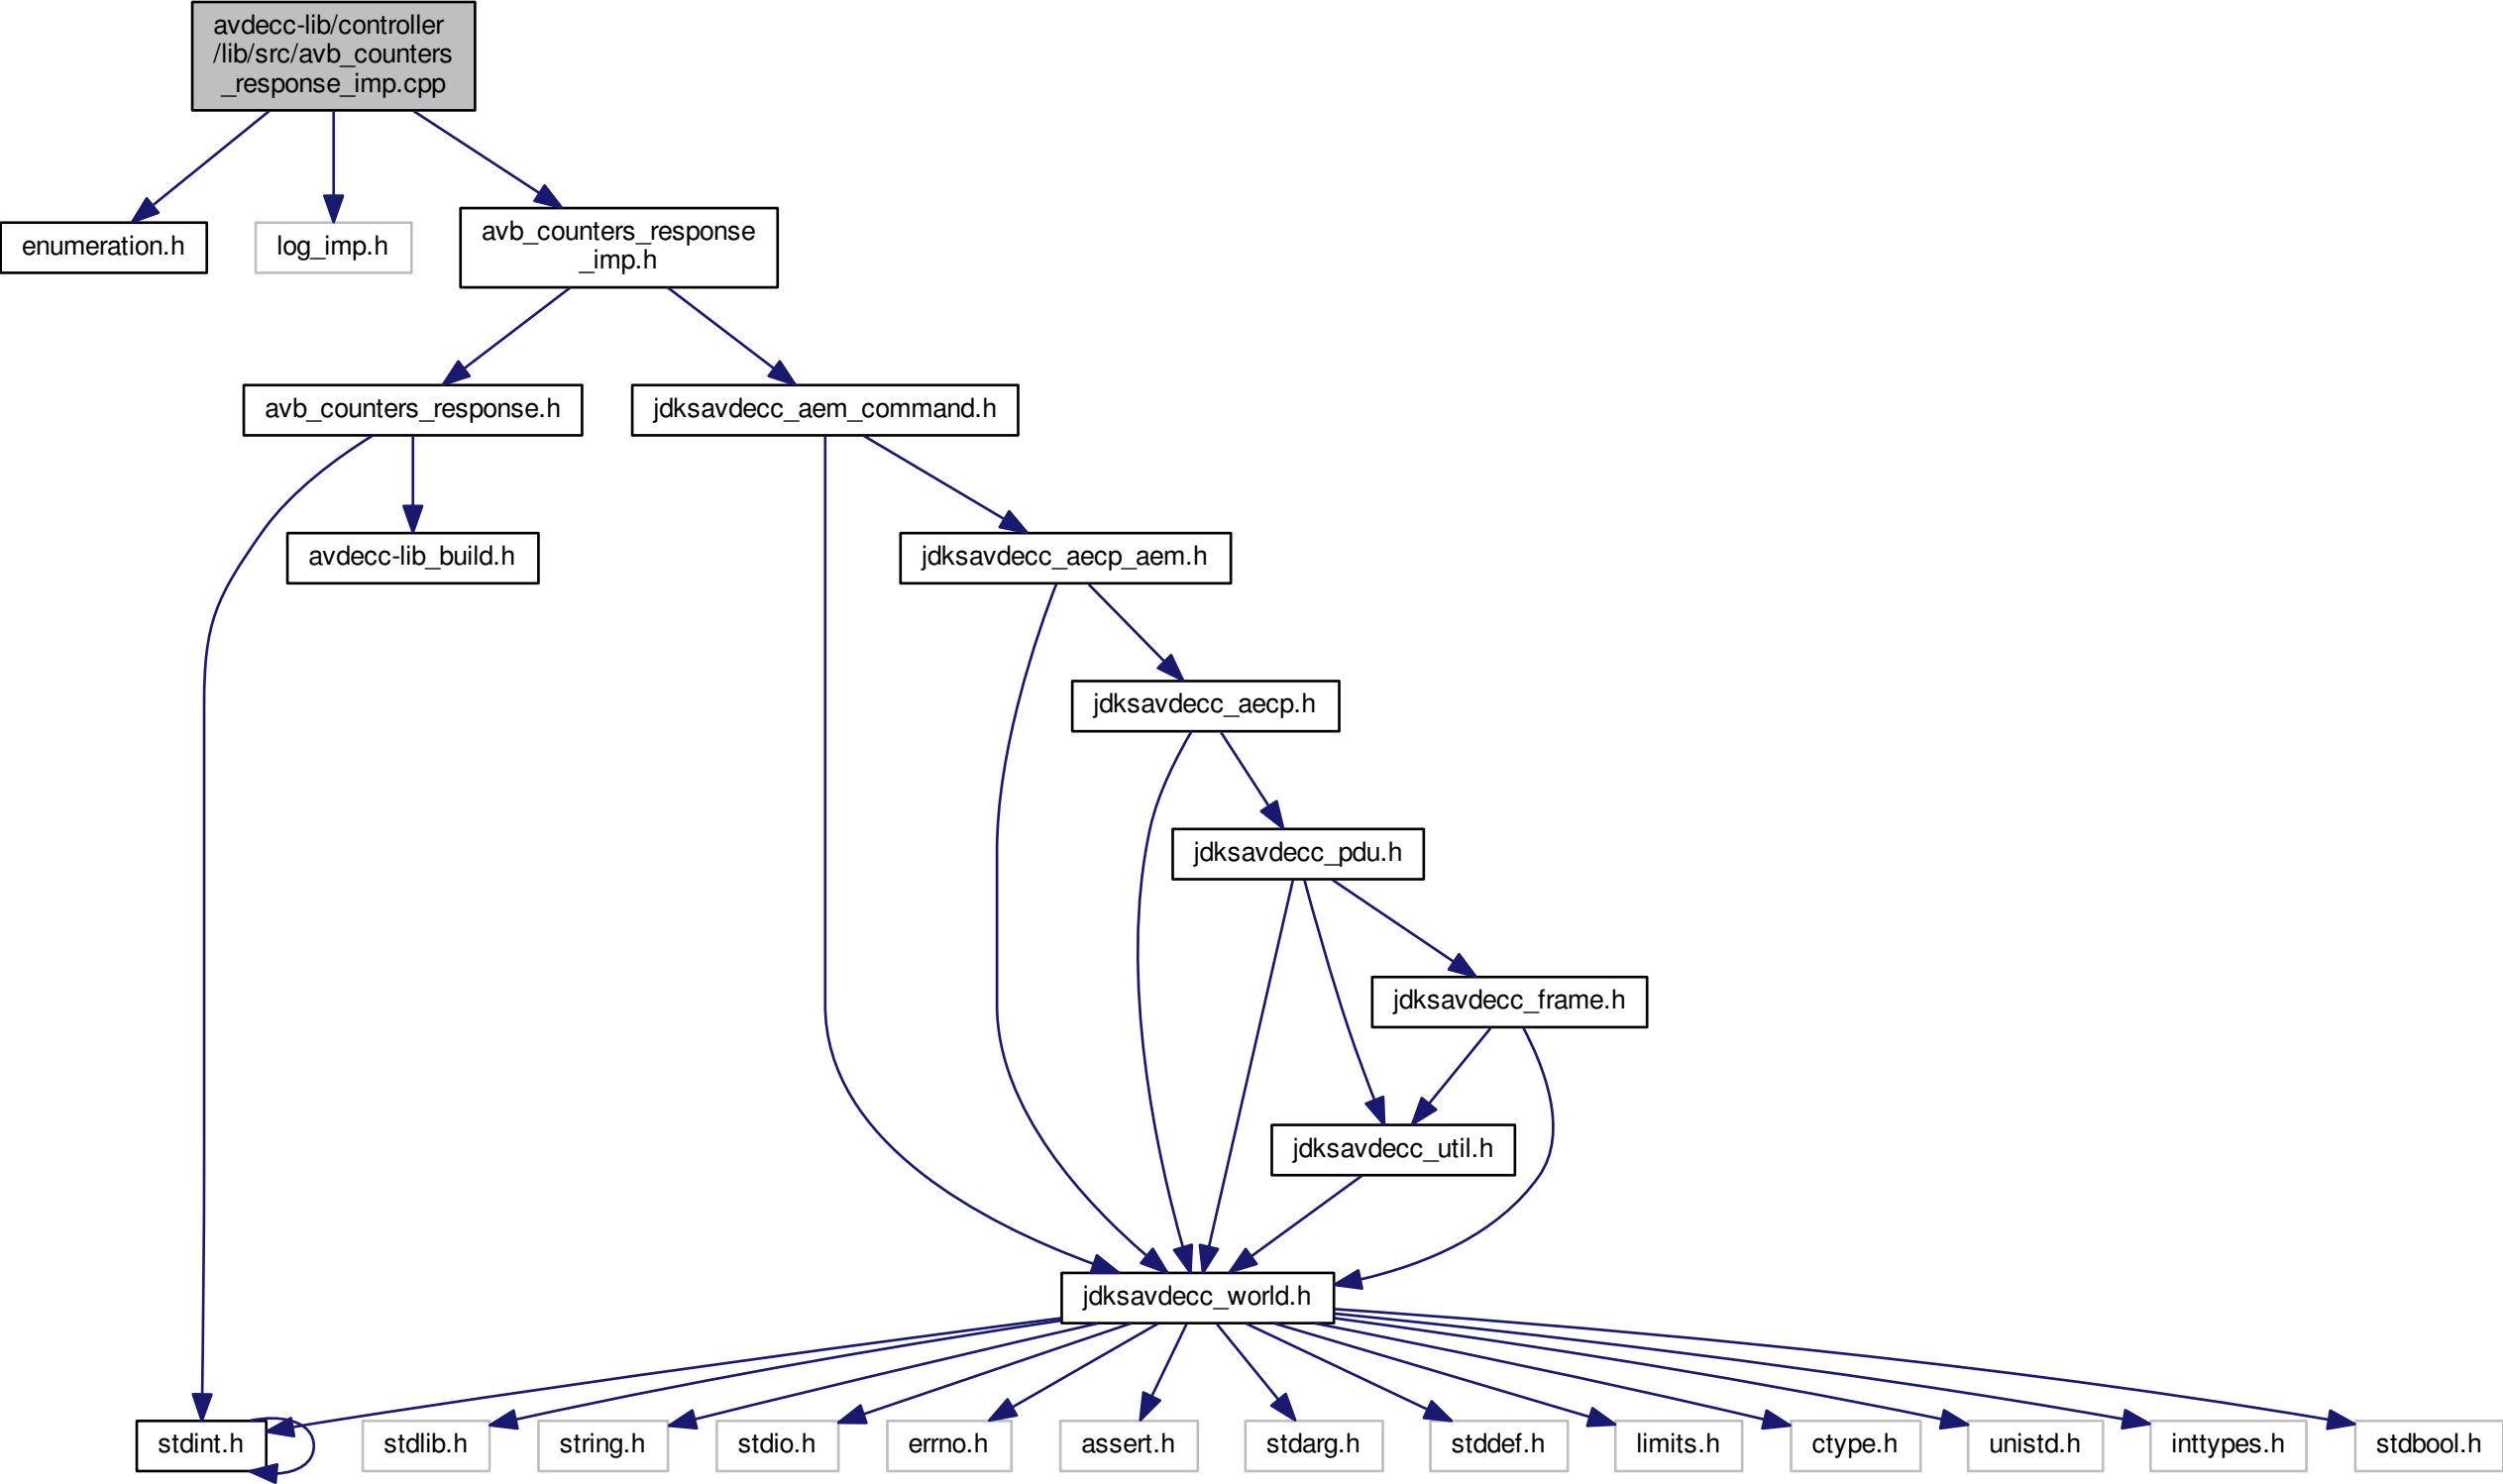 avdecc-lib/controller
/lib/src/avb_counters
_response_imp.cpp
enumeration.h
log_imp.h
avb_counters_response
_imp.h
avb_counters_response.h
jdksavdecc_aem_command.h
avdecc-lib_build.h
jdksavdecc_aecp_aem.h
jdksavdecc_aecp.h
jdksavdecc_pdu.h
jdksavdecc_frame.h
jdksavdecc_util.h
jdksavdecc_world.h
stdint.h
stdlib.h
string.h
stdio.h
errno.h
assert.h
stdarg.h
stddef.h
limits.h
ctype.h
unistd.h
inttypes.h
stdbool.h